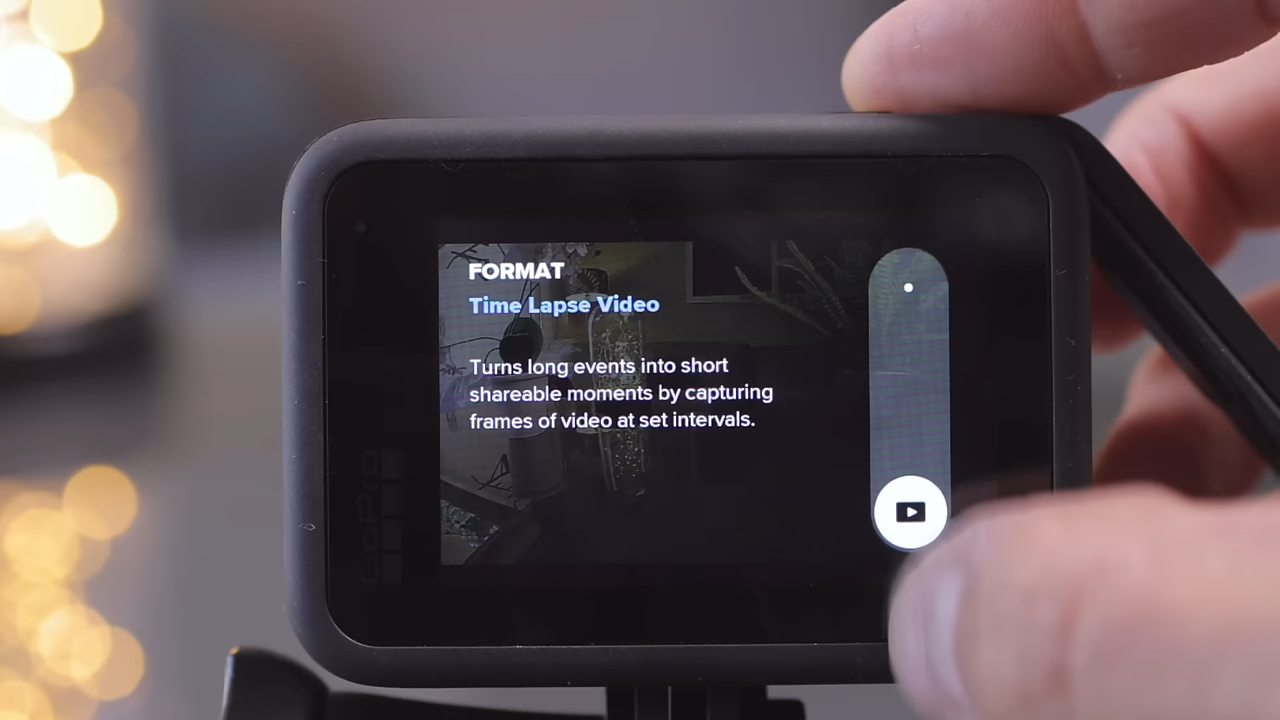 FORMAT
Time Lapse Video
Turns long events into short
shareable moments by capturing
frames of video at set intervals.
GoPro